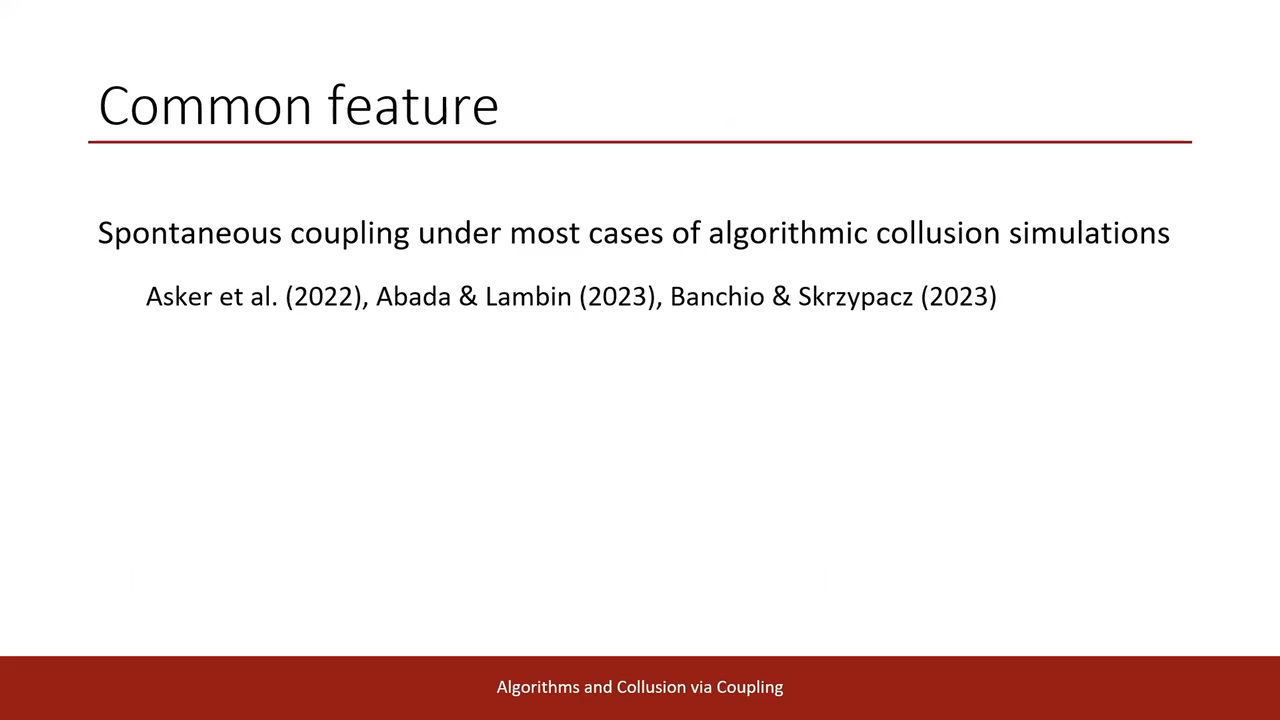 Common feature
Spontaneous coupling under most cases of algorithmic collusion simulations
Asker et al. (2022), Abada & Lambin (2023), Banchio & Skrzypacz (2023)
Algorithms and Collusion via Coupling